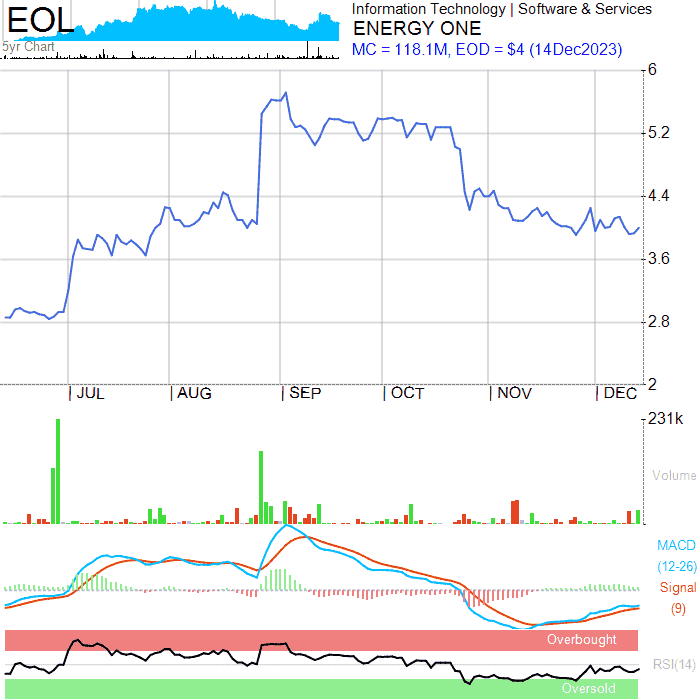 EOL
5yr Chart
Information Technology | Software & Services
ENERGY ONE
MC = 118.1M, EOD = $4 (14Dec2023)
6
5.2
4.4
3.6
2.8
2
JUL AUG SEP OCT NOV DEC
231k
Volume
MACD
(12-26)
Signal
(9)
Overbought
RSI(14)
Oversold